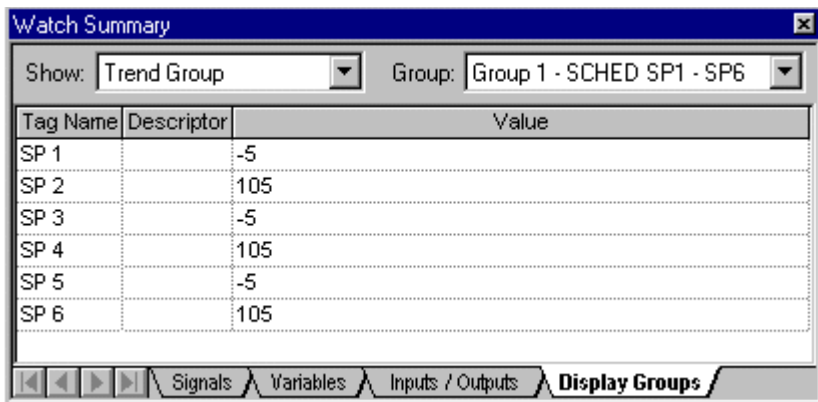 Watch Summary
Show: Trend Group Group: Group 1 - SCHED SP1 - SP6
Tag Name Descriptor Value
SP 1 -5
SP 2 105
SP 3 -5
SP 4 105
SP 5 -5
SP 6 105
Signals Variables Inputs / Outputs Display Groups